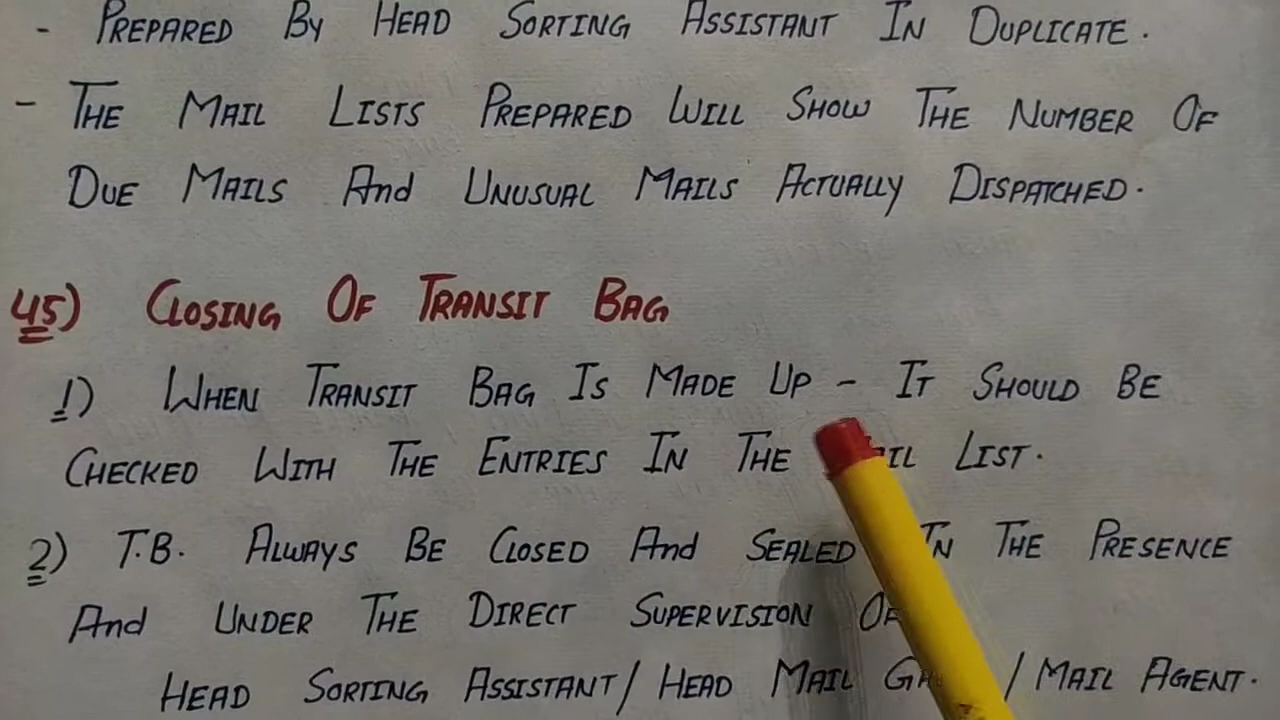 - PREPARED BY HEAD SORTING ASSISTANT IN DUPLICATE.
- THE MAIL LISTS PREPARED WILL SHOW THE NUMBER OF
DUE MAILS And UNUSUAL MAILS ACTUALLY DISPATCHED.
45) CLOSING OF TRANSIT BAG
1) WHEN TRANSIT BAG IS MADE UP - IT SHOULD BE
CHECKED WITH THE ENTRIES IN THE LIST.
2) T.B. ALWAYS BE CLOSED And SEALED IN THE PRESENCE
And UNDER THE DIRECT SUPERVISION OF
HEAD SORTING ASSISTANT/ HEAD MAIL / MAIL AGENT.